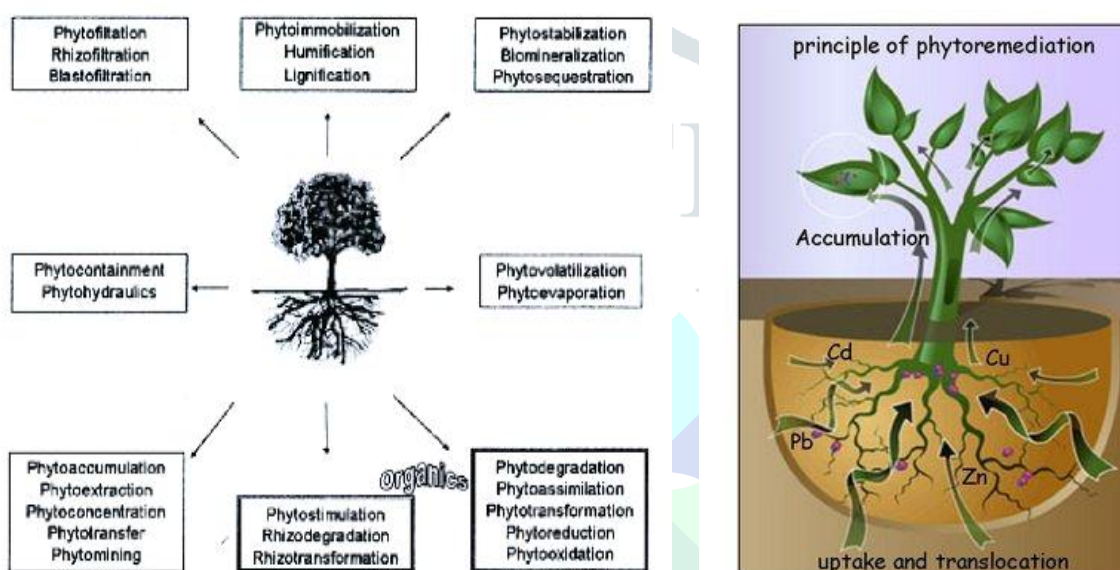 Phytofiltation
Rhizofiltration
Blastofiltration
Phytoimmobilization
Humification
Lignification
Phytostabilization
Biomineralization
Phytosequestration
Phytocontainment
Phytohydraulics
Phytovolatilization
Phytoevaporation
Phytoaccumulation
Phytoextraction
Phytoconcentration
Phytotransfer
Phytomining
Phytostimulation
Rhizodegradation
Rhizotransformation
organics
Phytodegradation
Phytoassimilation
Phytotransformation
Phytoreduction
Phytooxidation
principle of phytoremediation
Accumulation
Cd
Cu
Pb
Zn
uptake and translocation